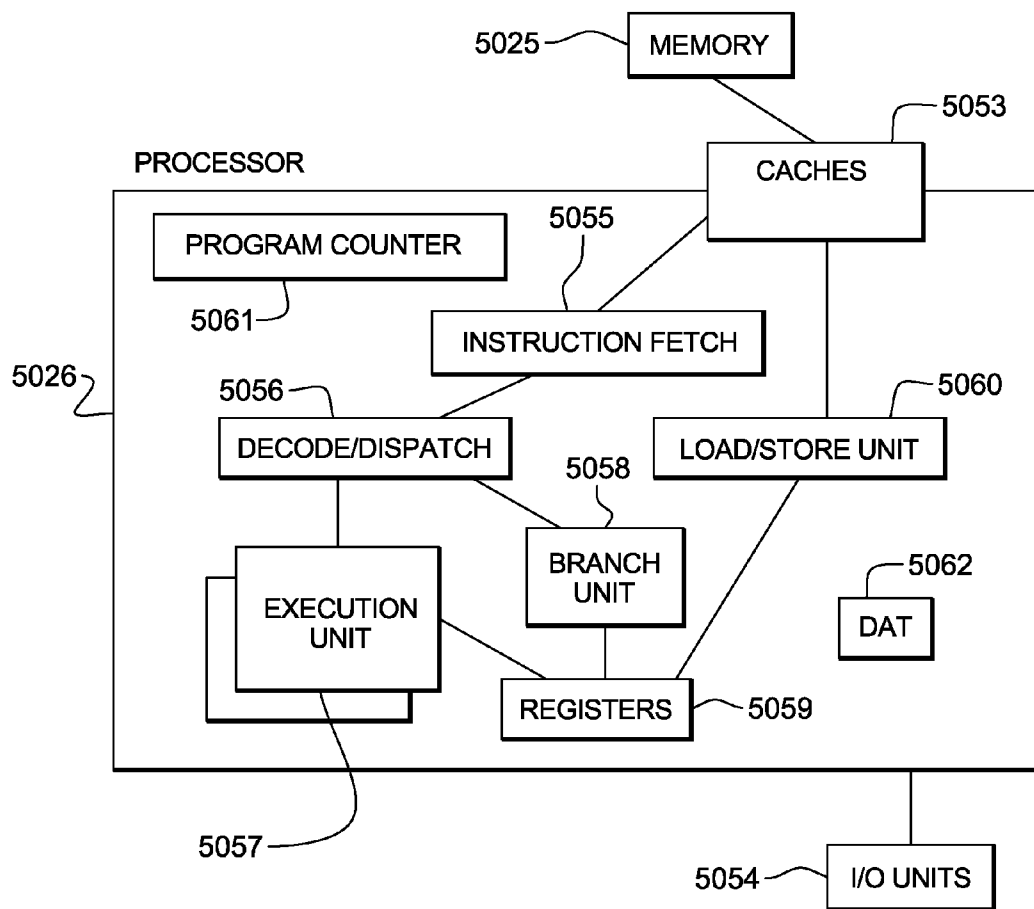 5025
MEMORY
5053
PROCESSOR
CACHES
5055
PROGRAM COUNTER
5061
INSTRUCTION FETCH
5026
5056
5060
DECODE/DISPATCH
LOAD/STORE UNIT
5058
BRANCH
UNIT
5062
EXECUTION
UNIT
DAT
REGISTERS
5059
5057
5054
I/O UNITS